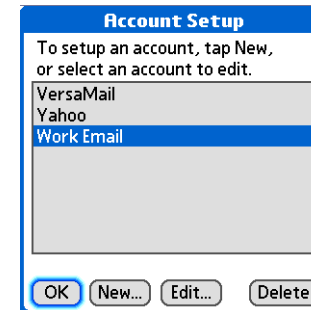 Account Setup
To setup an account, tap New,
or select an account to edit.
VersaMail
Yahoo
Work Email
OK New... Edit... Delete